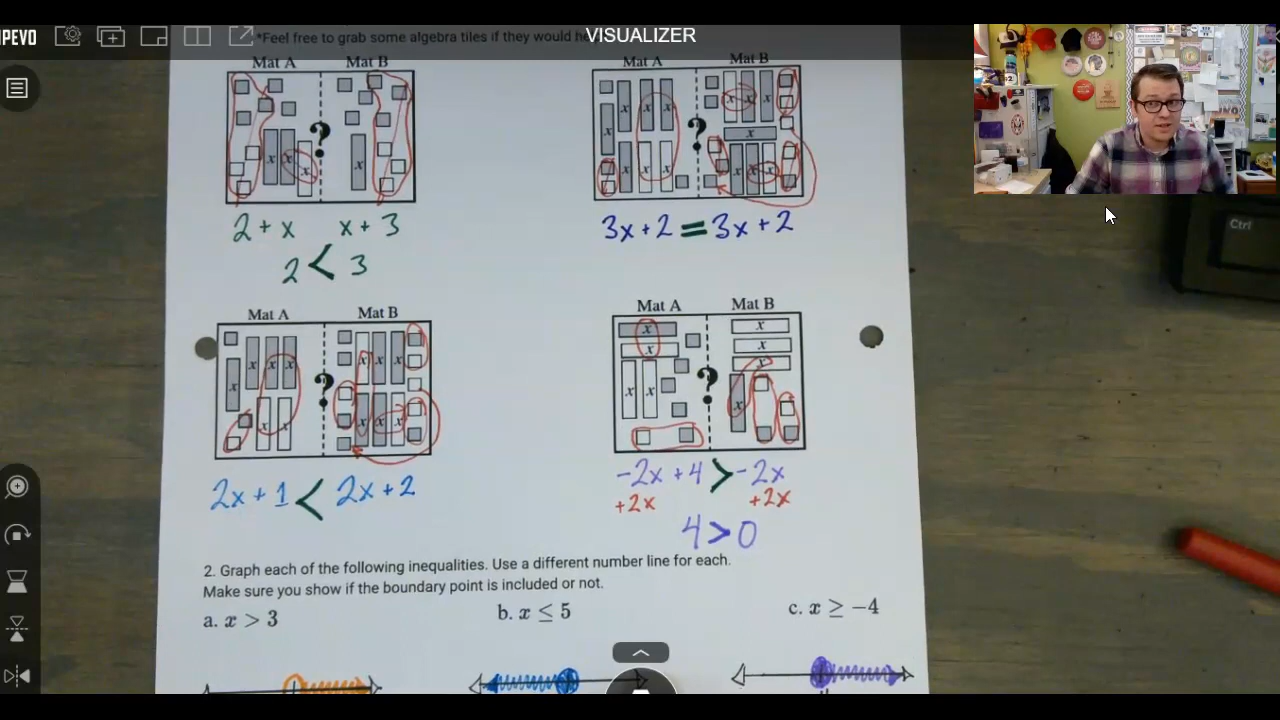 IPEVO
VISUALIZER
*Feel free to grab some algebra tiles if they would he
Mat A Mat B
?
2 + x x + 3
2 < 3
Mat A Mat B
?
3x + 2 = 3x + 2
Mat A Mat B
?
2x + 1 < 2x + 2
Mat A Mat B
?
-2x + 4 > -2x
+2x +2x
4 > 0
2. Graph each of the following inequalities. Use a different number line for each.
Make sure you show if the boundary point is included or not.
a. x > 3 b. x ≤ 5 c. x ≥ −4
Ctrl